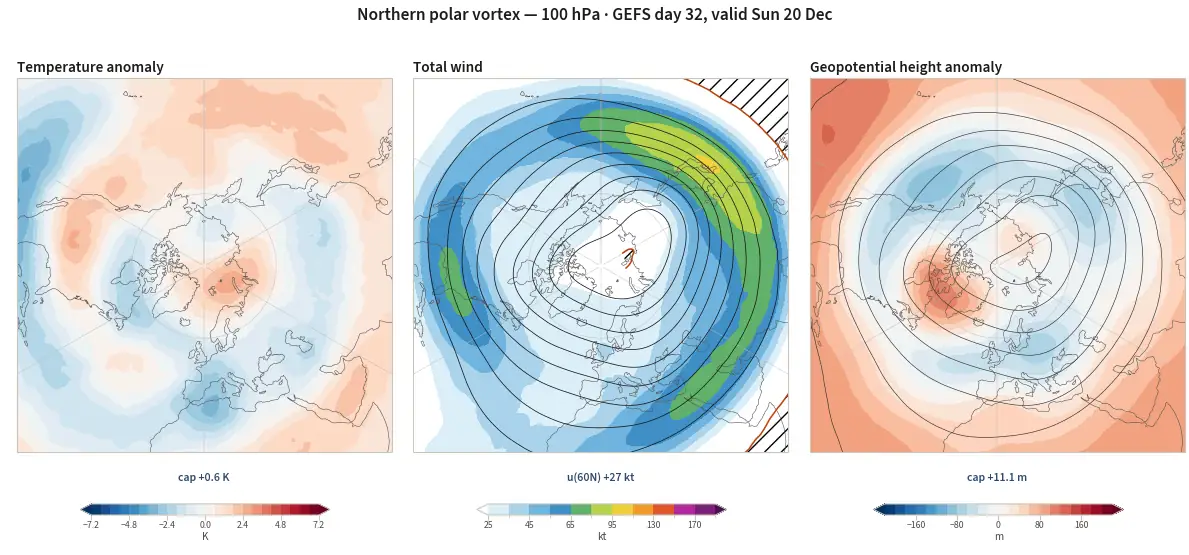 Northern polar vortex — 100 hPa · GEFS day 32, valid Sun 20 Dec
Temperature anomaly
Total wind
Geopotential height anomaly
cap +0.6 K
u(60N) +27 kt
cap +11.1 m
−7.2 −4.8 −2.4 0.0 2.4 4.8 7.2
K
25 45 65 95 130 170
kt
−160 −80 0 80 160
m